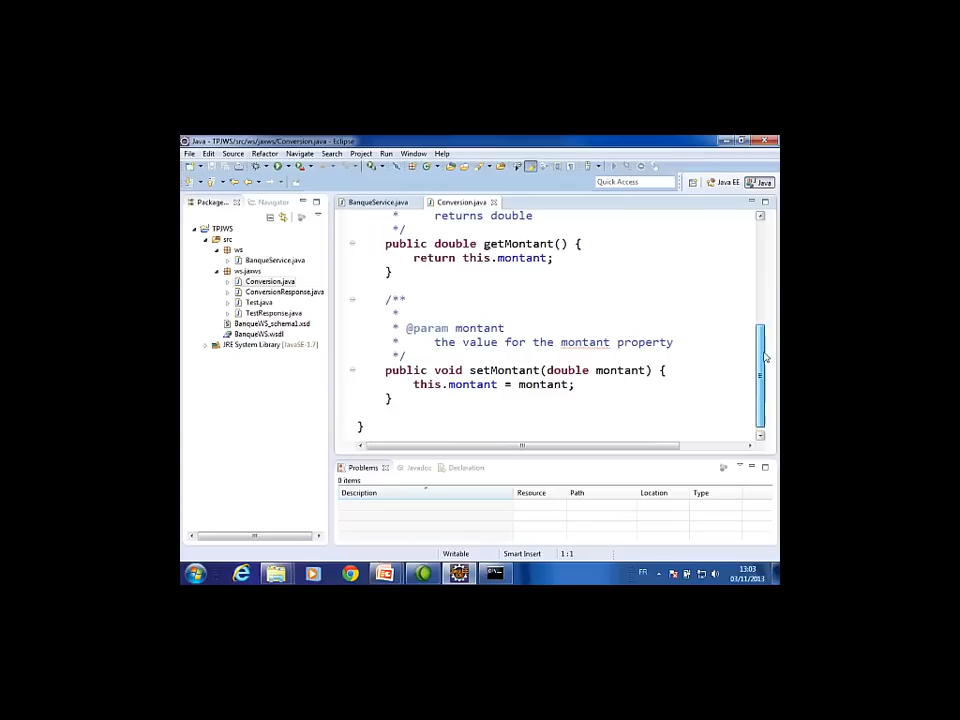 Java - TPJWS/src/ws/jaxws/Conversion.java - Eclipse
File Edit Source Refactor Navigate Search Project Run Window Help
Quick Access Java EE Java
Package... Navigator
BanqueService.java Conversion.java
TPJWS
src
ws
BanqueService.java
ws.jaxws
Conversion.java
ConversionResponse.java
Test.java
TestResponse.java
BanqueWS_schema1.xsd
BanqueWS.wsdl
JRE System Library [JavaSE-1.7]
* returns double
*/
public double getMontant() {
return this.montant;
}
/**
*
* @param montant
* the value for the montant property
*/
public void setMontant(double montant) {
this.montant = montant;
}
}
Problems Javadoc Declaration
0 items
Description Resource Path Location Type
Writable Smart Insert 1:1
FR 13:03
03/11/2013